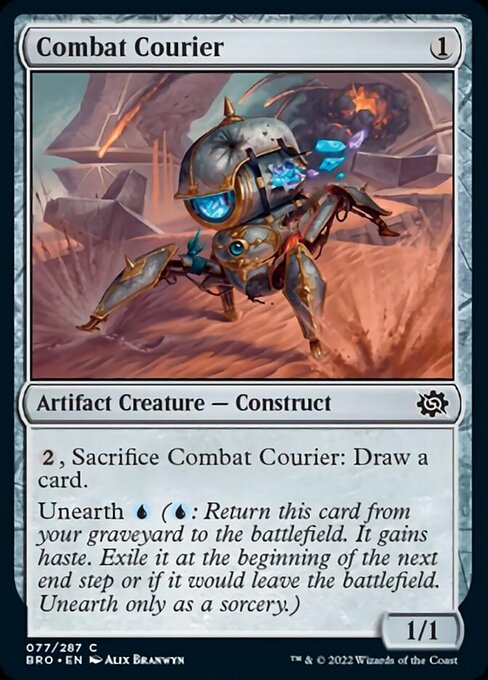 Combat Courier 1
Artifact Creature — Construct
2, Sacrifice Combat Courier: Draw a
card.
Unearth (: Return this card from
your graveyard to the battlefield. It gains
haste. Exile it at the beginning of the next
end step or if it would leave the battlefield.
Unearth only as a sorcery.)
1/1
077/287 C
BRO • EN Alix Branwyn
™ & © 2022 Wizards of the Coast